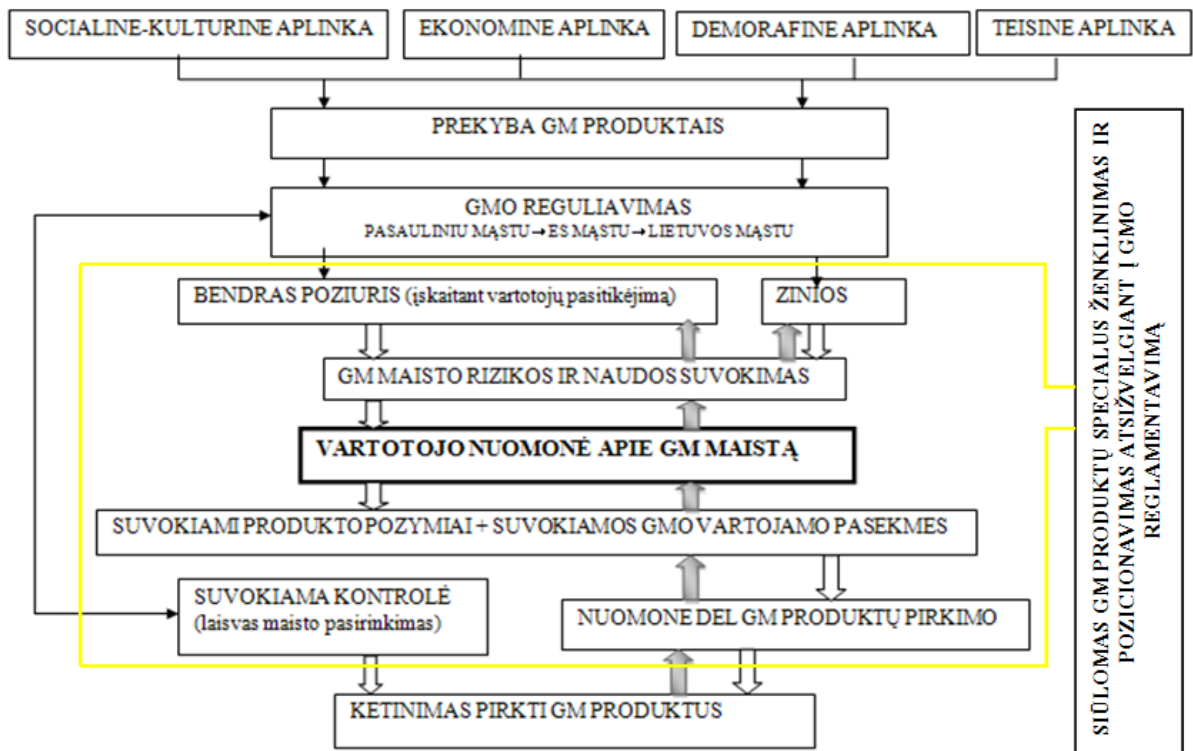 SOCIALINE-KULTURINE APLINKA
EKONOMINE APLINKA
DEMORAFINE APLINKA
TEISINE APLINKA
PREKYBA GM PRODUKTAIS
GMO REGULIAVIMAS
PASAULINIU MĄSTU→ES MĄSTU→LIETUVOS MĄSTU
BENDRAS POZIURIS (įskaitant vartotojų pasitikėjimą)
ZINIOS
GM MAISTO RIZIKOS IR NAUDOS SUVOKIMAS
VARTOTOJO NUOMONĖ APIE GM MAISTĄ
SUVOKIAMI PRODUKTO POZYMIAI + SUVOKIAMOS GMO VARTOJAMO PASEKMES
SUVOKIAMA KONTROLĖ
(laisvas maisto pasirinkimas)
NUOMONE DEL GM PRODUKTŲ PIRKIMO
KETINIMAS PIRKTI GM PRODUKTUS
SIŪLOMAS GM PRODUKTŲ SPECIALUS ŽENKLINIMAS IR
POZICIONAVIMAS ATSIŽVELGIANT Į GMO
REGLAMENTAVIMĄ